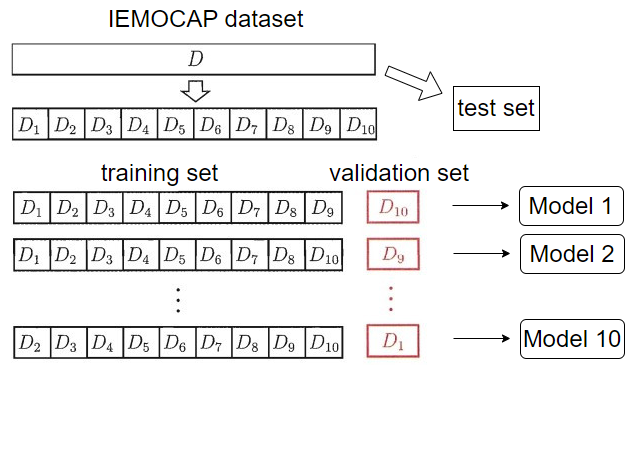 IEMOCAP dataset
D
test set
D1 D2 D3 D4 D5 D6 D7 D8 D9 D10
training set validation set
D1 D2 D3 D4 D5 D6 D7 D8 D9 D10 Model 1
D1 D2 D3 D4 D5 D6 D7 D8 D10 D9 Model 2
D2 D3 D4 D5 D6 D7 D8 D9 D10 D1 Model 10